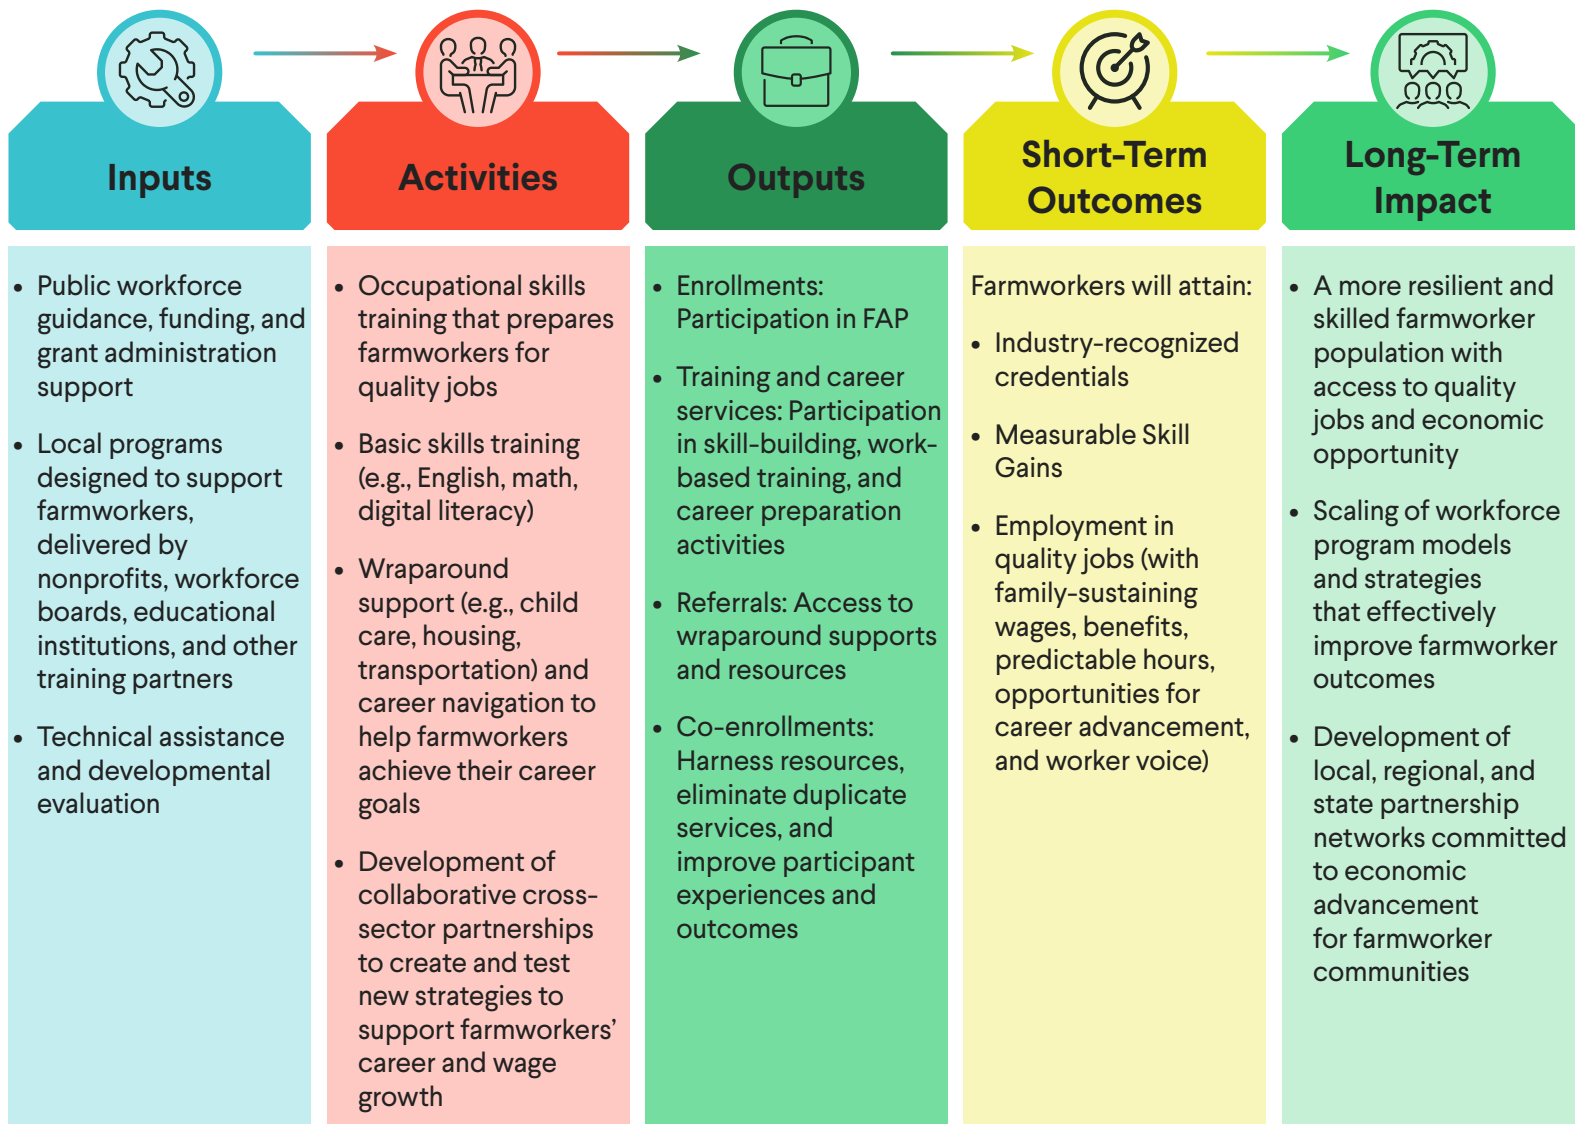 Inputs
Public workforce
guidance, funding, and
grant administration
support
Local programs
designed to support
farmworkers,
delivered by
nonprofits, workforce
boards, educational
institutions, and other
training partners
Technical assistance
and developmental
evaluation
Activities
Occupational skills
training that prepares
farmworkers for
quality jobs
Basic skills training
(e.g., English, math,
digital literacy)
Wraparound
support (e.g., child
care, housing,
transportation) and
career navigation to
help farmworkers
achieve their career
goals
Development of
collaborative cross-
sector partnerships
to create and test
new strategies to
support farmworkers’
career and wage
growth
Outputs
Enrollments:
Participation in FAP
Training and career
services: Participation
in skill-building, work-
based training, and
career preparation
activities
Referrals: Access to
wraparound supports
and resources
Co-enrollments:
Harness resources,
eliminate duplicate
services, and
improve participant
experiences and
outcomes
Short-Term
Outcomes
Farmworkers will attain:
Industry-recognized
credentials
Measurable Skill
Gains
Employment in
quality jobs (with
family-sustaining
wages, benefits,
predictable hours,
opportunities for
career advancement,
and worker voice)
Long-Term
Impact
A more resilient and
skilled farmworker
population with
access to quality
jobs and economic
opportunity
Scaling of workforce
program models
and strategies
that effectively
improve farmworker
outcomes
Development of
local, regional, and
state partnership
networks committed
to economic
advancement
for farmworker
communities